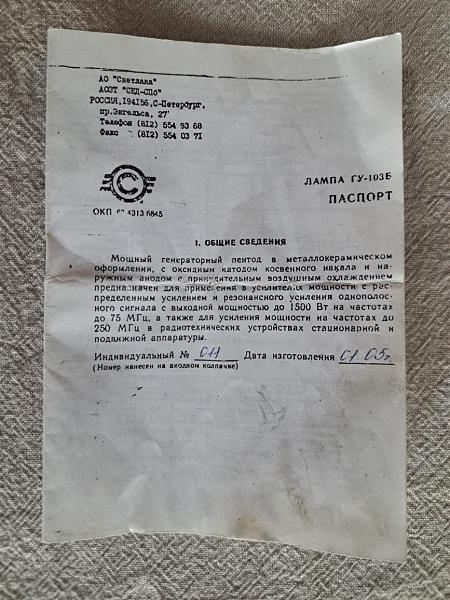 АО "Светлана"
АОЗТ "СЕД-СПб"
РОССИЯ,194156,С-Петербург,
пр.Энгельса, 27
Телефон (812) 554 93 68
Факс (812) 554 03 71
С
ЛАМПА ГУ-103Б
ПАСПОРТ
ОКП 4313 6845
1. ОБЩИЕ СВЕДЕНИЯ
Мощный генераторный пентод в металлокерамическом
оформлении, с оксидным катодом косвенного накала и на-
ружным анодом с принудительным воздушным охлаждением
предназначен для применения в усилителях мощности с рас-
пределенным усилением и резонансного усиления однополос-
ного сигнала с выходной мощностью до 1500 Вт на частотах
до 75 МГц, а также для усиления мощности на частотах до
250 МГц в радиотехнических устройствах стационарной и
подвижной аппаратуры.
Индивидуальный № 011 Дата изготовления 01.05г
(Номер нанесен на анодном колпачке)